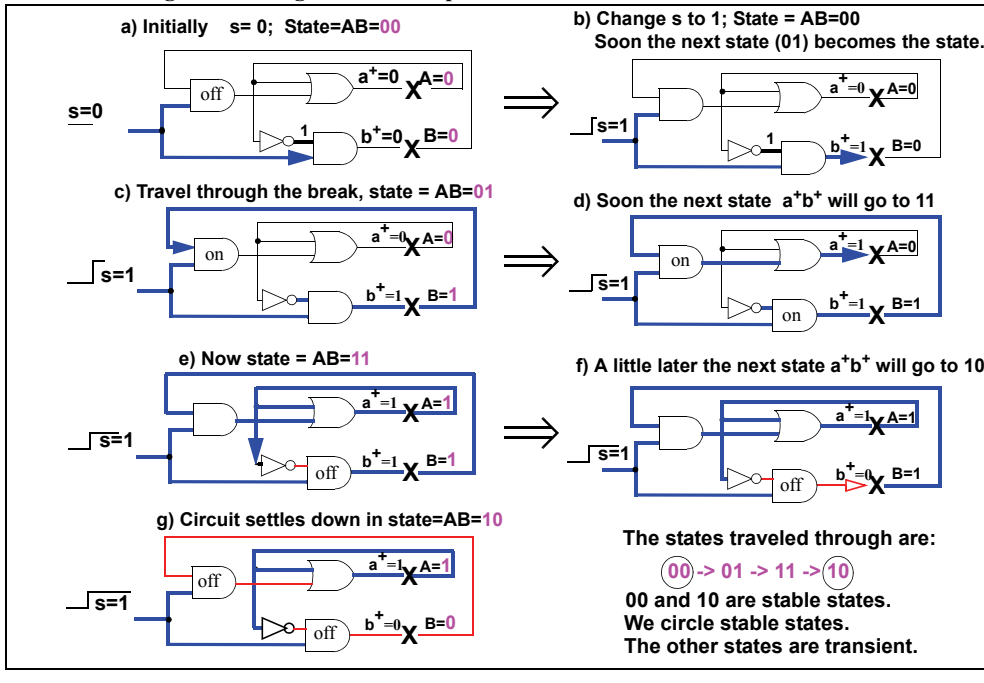 a) Initially s= 0; State=AB=00
off
a+=0
A=0
s=0
1
b+=0
B=0
b) Change s to 1; State = AB=00
Soon the next state (01) becomes the state.
a+=0
A=0
s=1
1
b+=1
B=0
c) Travel through the break, state = AB=01
on
a+=0
A=0
s=1
b+=1
B=1
d) Soon the next state a+b+ will go to 11
on
a+=1
A=0
s=1
on
b+=1
B=1
e) Now state = AB=11
a+=1
A=1
s=1
off
b+=1
B=1
f) A little later the next state a+b+ will go to 10
a+=1
A=1
s=1
off
b+=0
B=1
g) Circuit settles down in state=AB=10
off
a+=1
A=1
s=1
off
b+=0
B=0
The states traveled through are:
00 -> 01 -> 11 -> 10
00 and 10 are stable states.
We circle stable states.
The other states are transient.